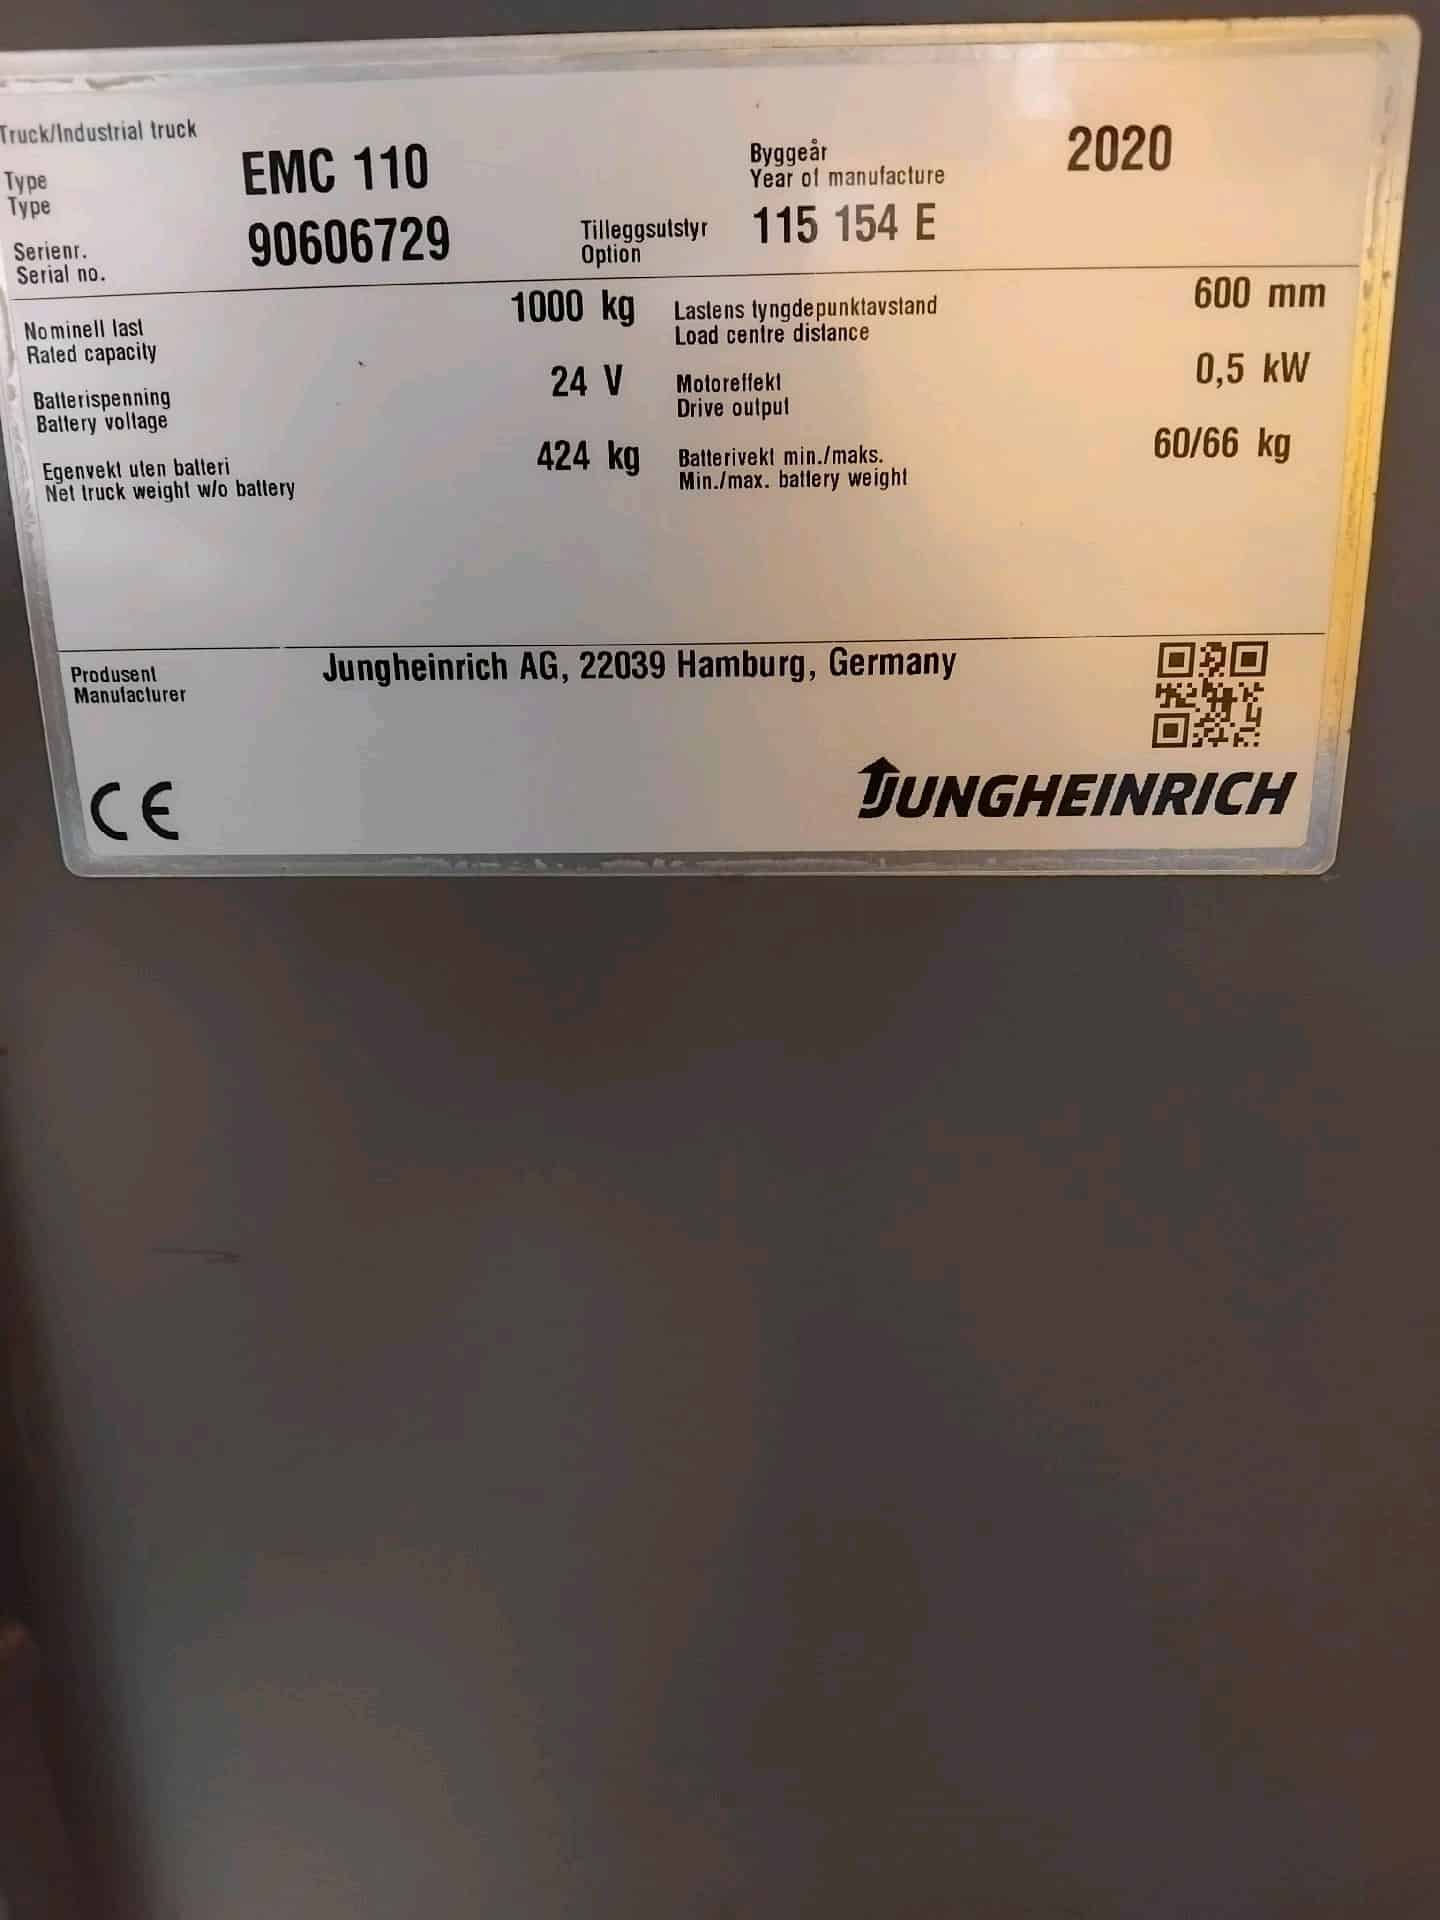 Truck/Industrial truck
Type
Type
EMC 110
Byggeår
Year of manufacture
2020
Serienr.
Serial no.
90606729
Tilleggsutstyr
Option
115 154 E
Nominell last
Rated capacity
1000 kg
Lastens tyngdepunktavstand
Load centre distance
600 mm
Batterispenning
Battery voltage
24 V
Motoreffekt
Drive output
0,5 kW
Egenvekt uten batteri
Net truck weight w/o battery
424 kg
Batterivekt min./maks.
Min./max. battery weight
60/66 kg
Produsent
Manufacturer
Jungheinrich AG, 22039 Hamburg, Germany
CE
JUNGHEINRICH